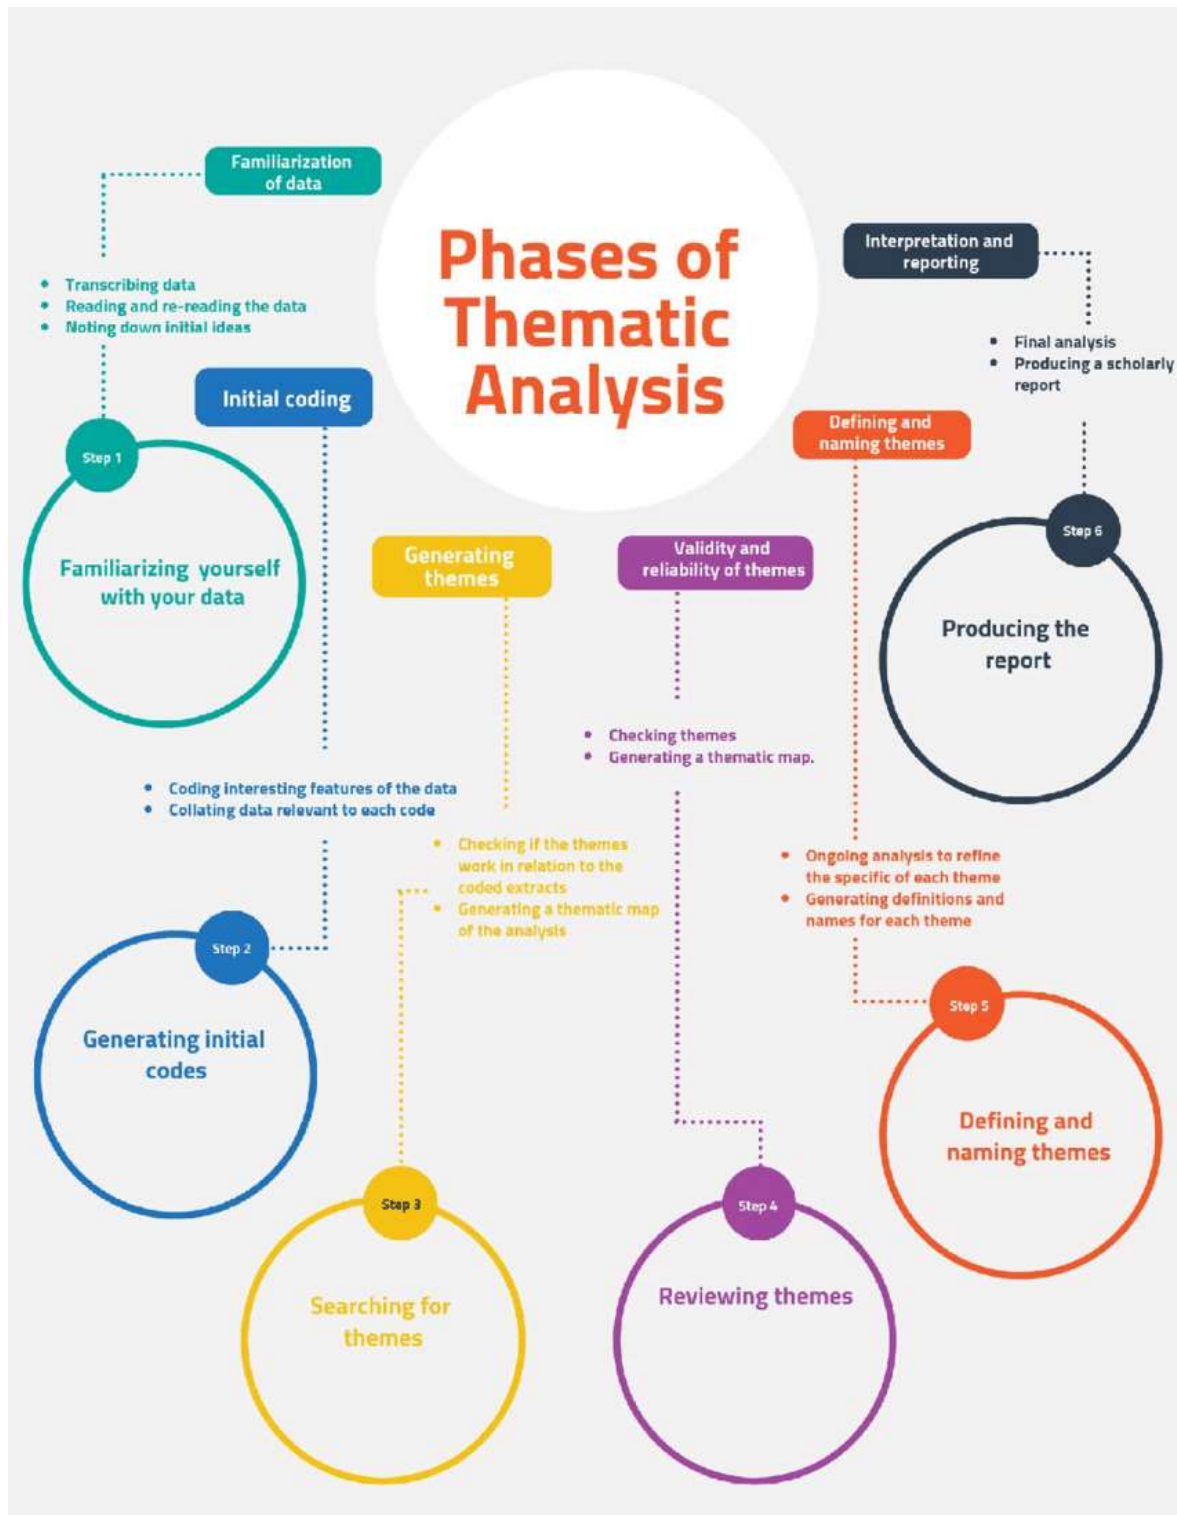 Phases of
Thematic
Analysis
Familiarization
of data
• Transcribing data
• Reading and re-reading the data
• Noting down initial ideas
Step 1
Familiarizing yourself
with your data
Initial coding
• Coding interesting features of the data
• Collating data relevant to each code
Step 2
Generating initial
codes
Generating
themes
• Checking if the themes
work in relation to the
coded extracts
• Generating a thematic map
of the analysis
Step 3
Searching for
themes
Validity and
reliability of themes
• Checking themes
• Generating a thematic map.
Step 4
Reviewing themes
Defining and
naming themes
• Ongoing analysis to refine
the specific of each theme
• Generating definitions and
names for each theme
Step 5
Defining and
naming themes
Interpretation and
reporting
• Final analysis
• Producing a scholarly
report
Step 6
Producing the
report